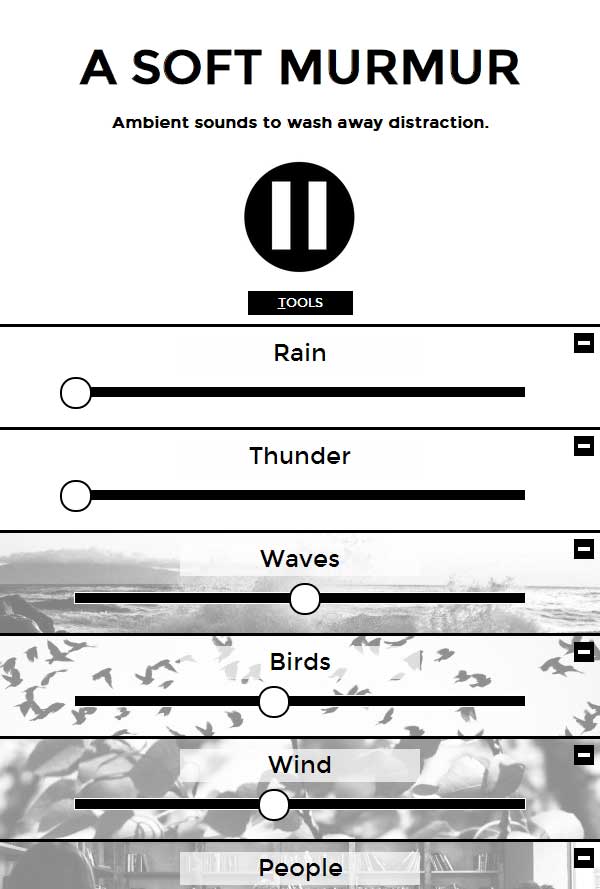 A SOFT MURMUR
Ambient sounds to wash away distraction.
TOOLS
Rain
Thunder
Waves
Birds
Wind
People